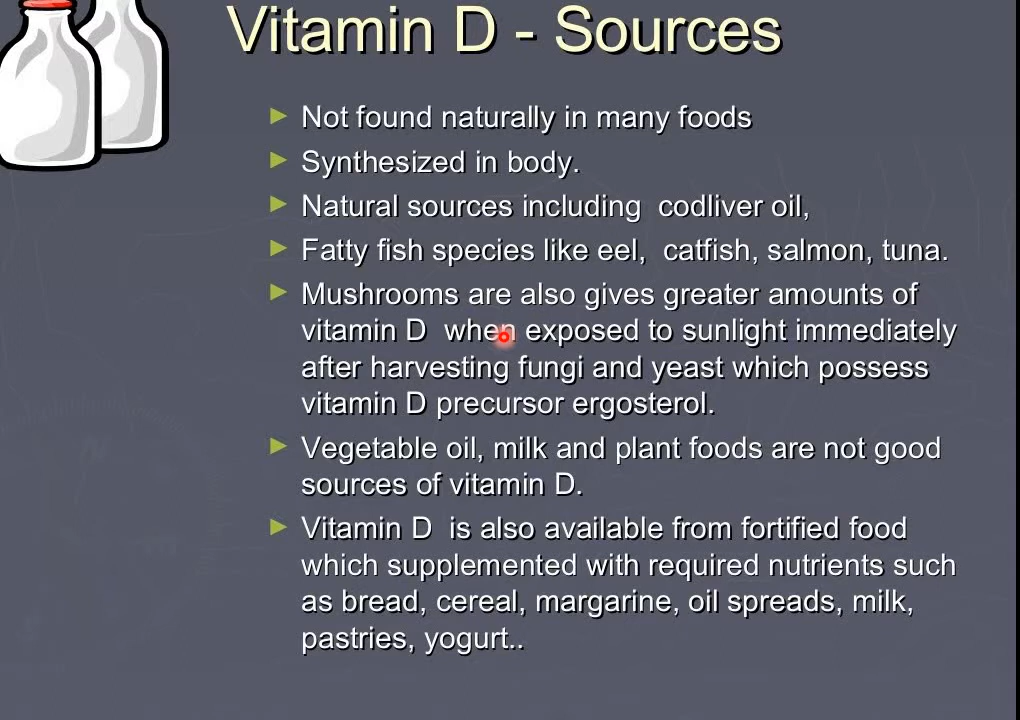 Vitamin D - Sources
Not found naturally in many foods
Synthesized in body.
Natural sources including codliver oil,
Fatty fish species like eel, catfish, salmon, tuna.
Mushrooms are also gives greater amounts of
vitamin D when exposed to sunlight immediately
after harvesting fungi and yeast which possess
vitamin D precursor ergosterol.
Vegetable oil, milk and plant foods are not good
sources of vitamin D.
Vitamin D is also available from fortified food
which supplemented with required nutrients such
as bread, cereal, margarine, oil spreads, milk,
pastries, yogurt..